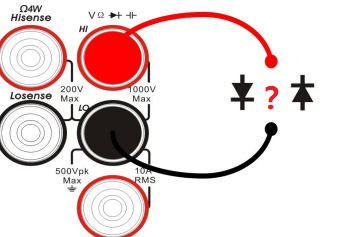 Ω4W
Hisense
V Ω
HI
200V
Max
1000V
Max
Losense
LO
500Vpk
Max
10A
RMS
?